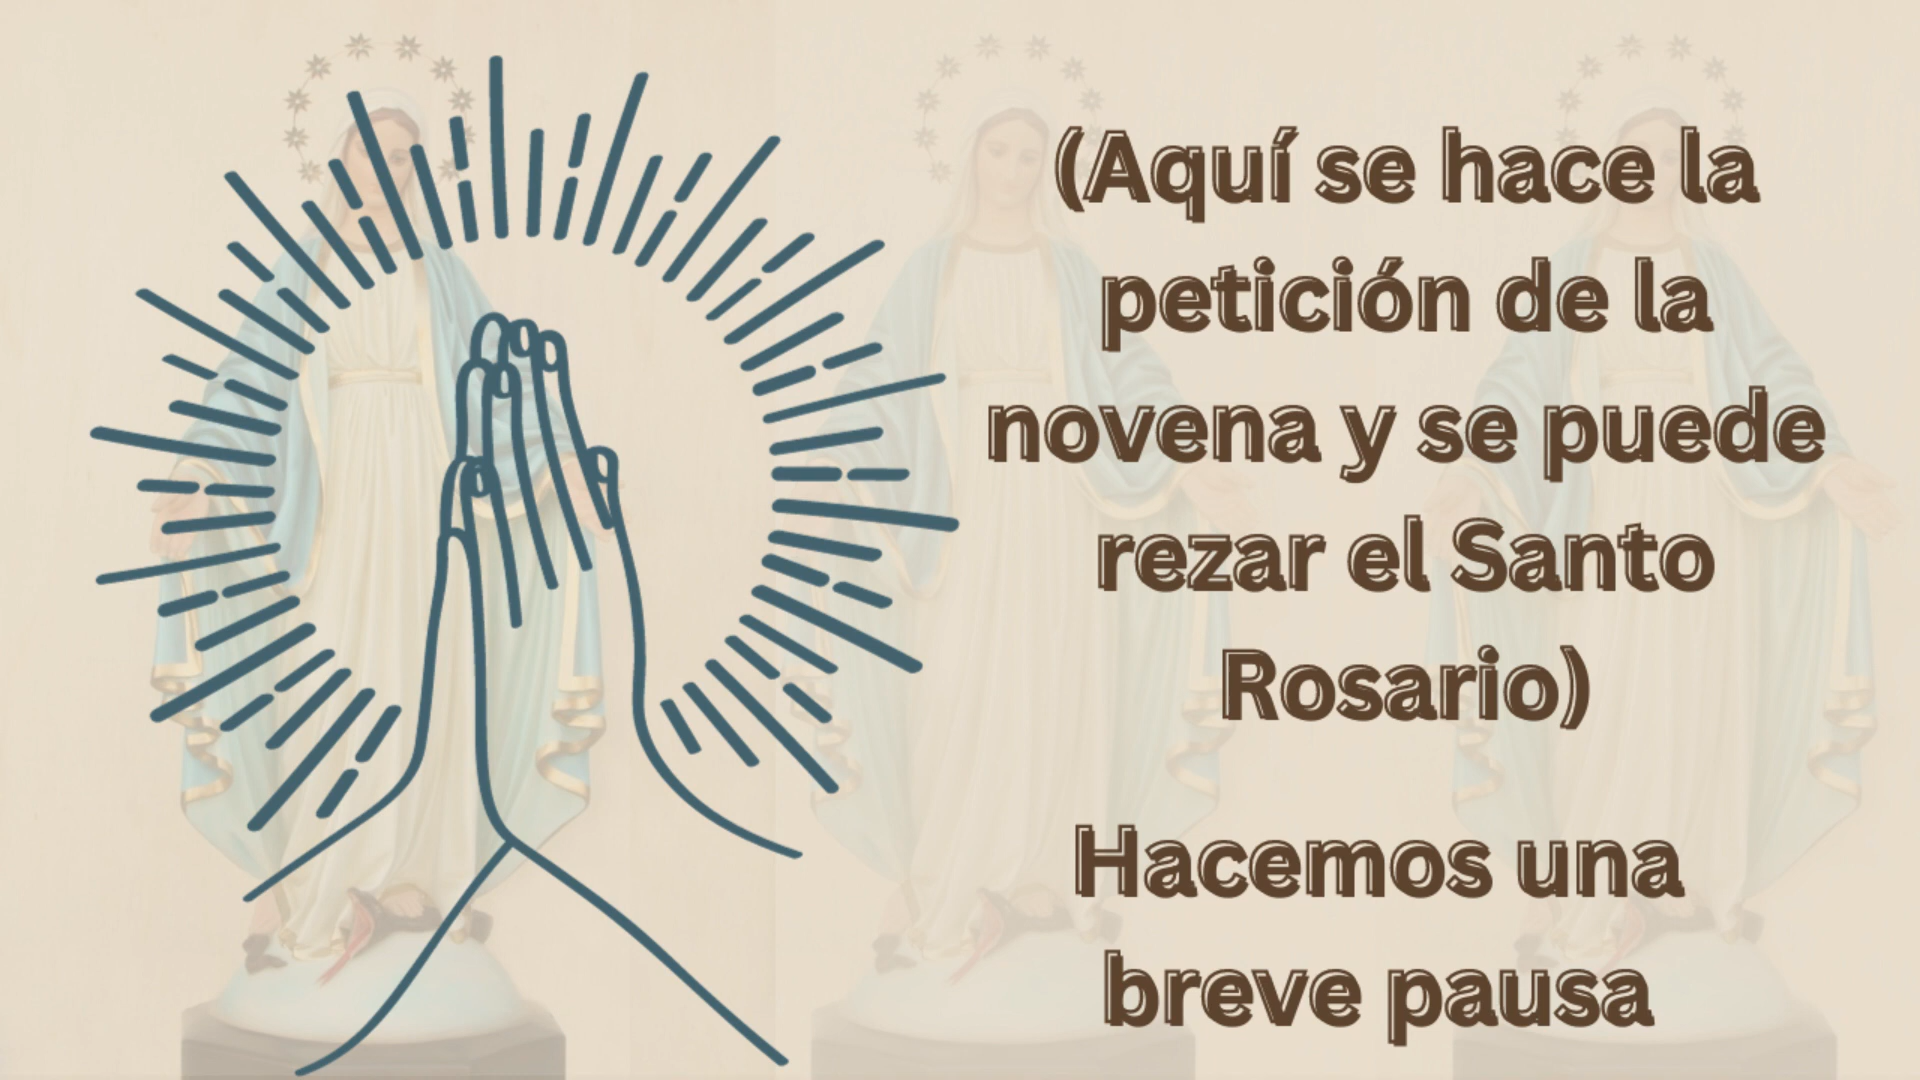 (Aquí se hace la
petición de la
novena y se puede
rezar el Santo
Rosario)
Hacemos una
breve pausa